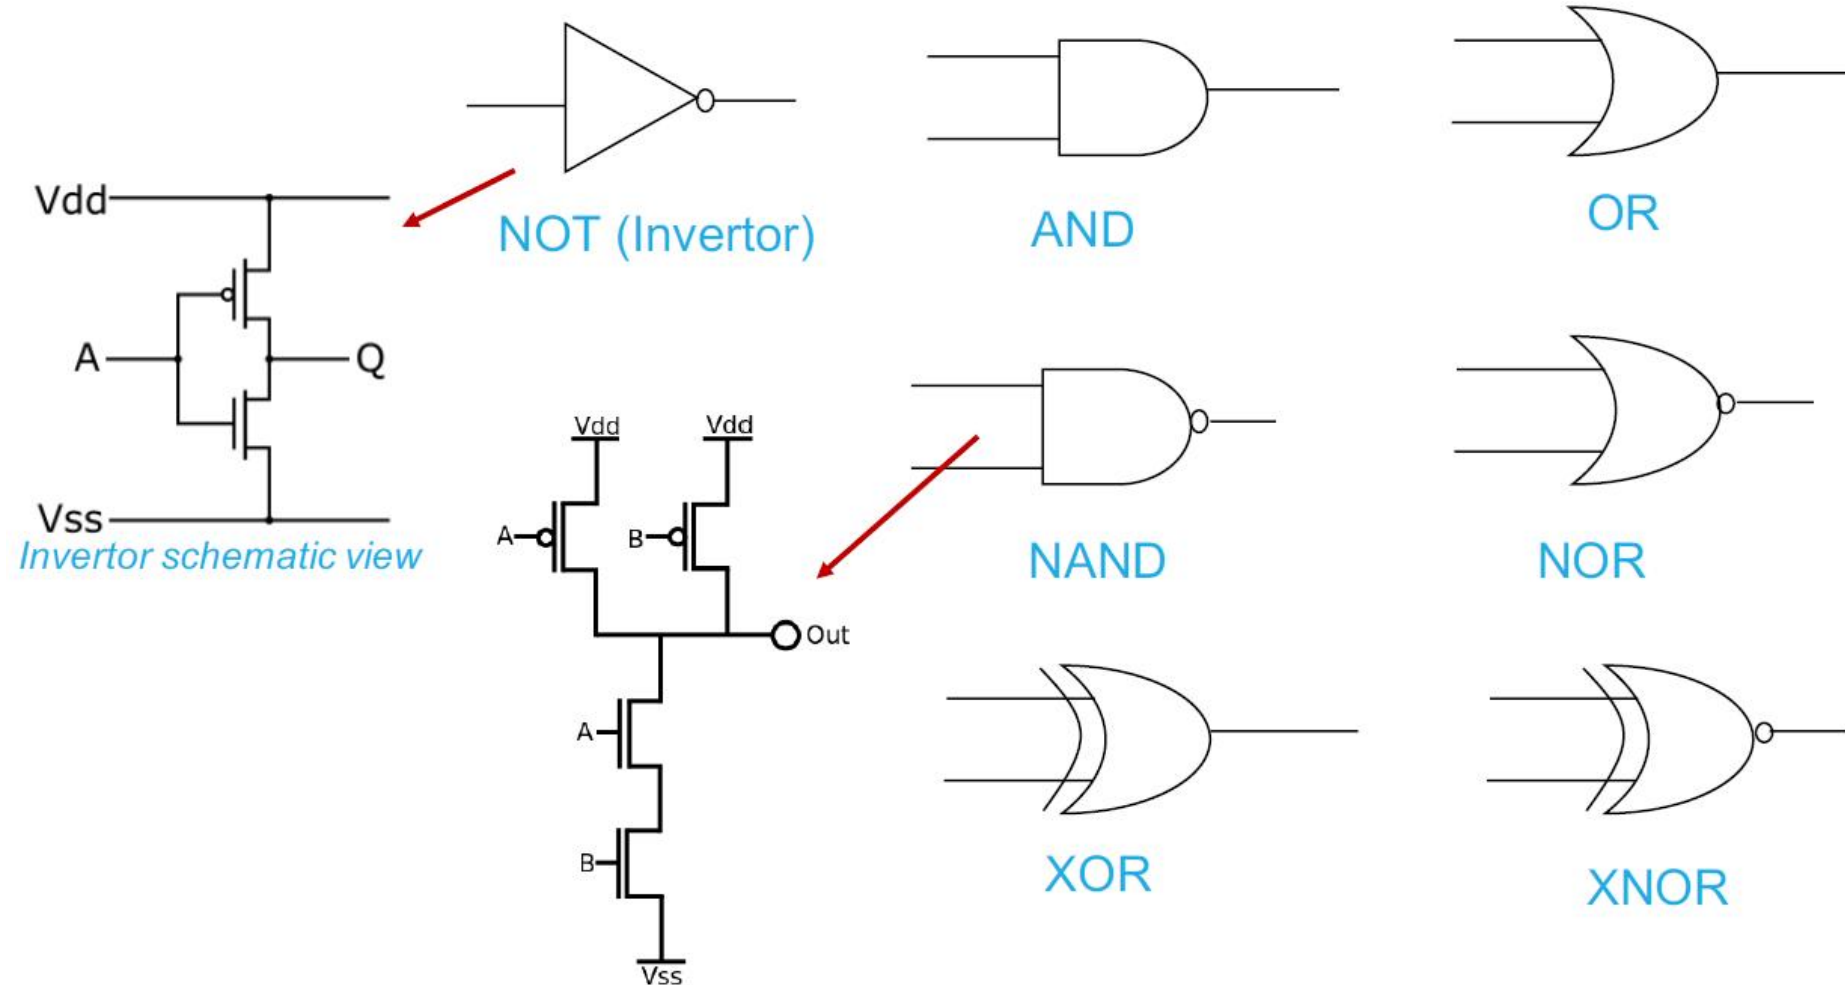 NOT (Invertor)
AND
OR
Vdd
A
Q
Vss
Invertor schematic view
Vdd
Vdd
A
B
Out
A
B
Vss
NAND
NOR
XOR
XNOR